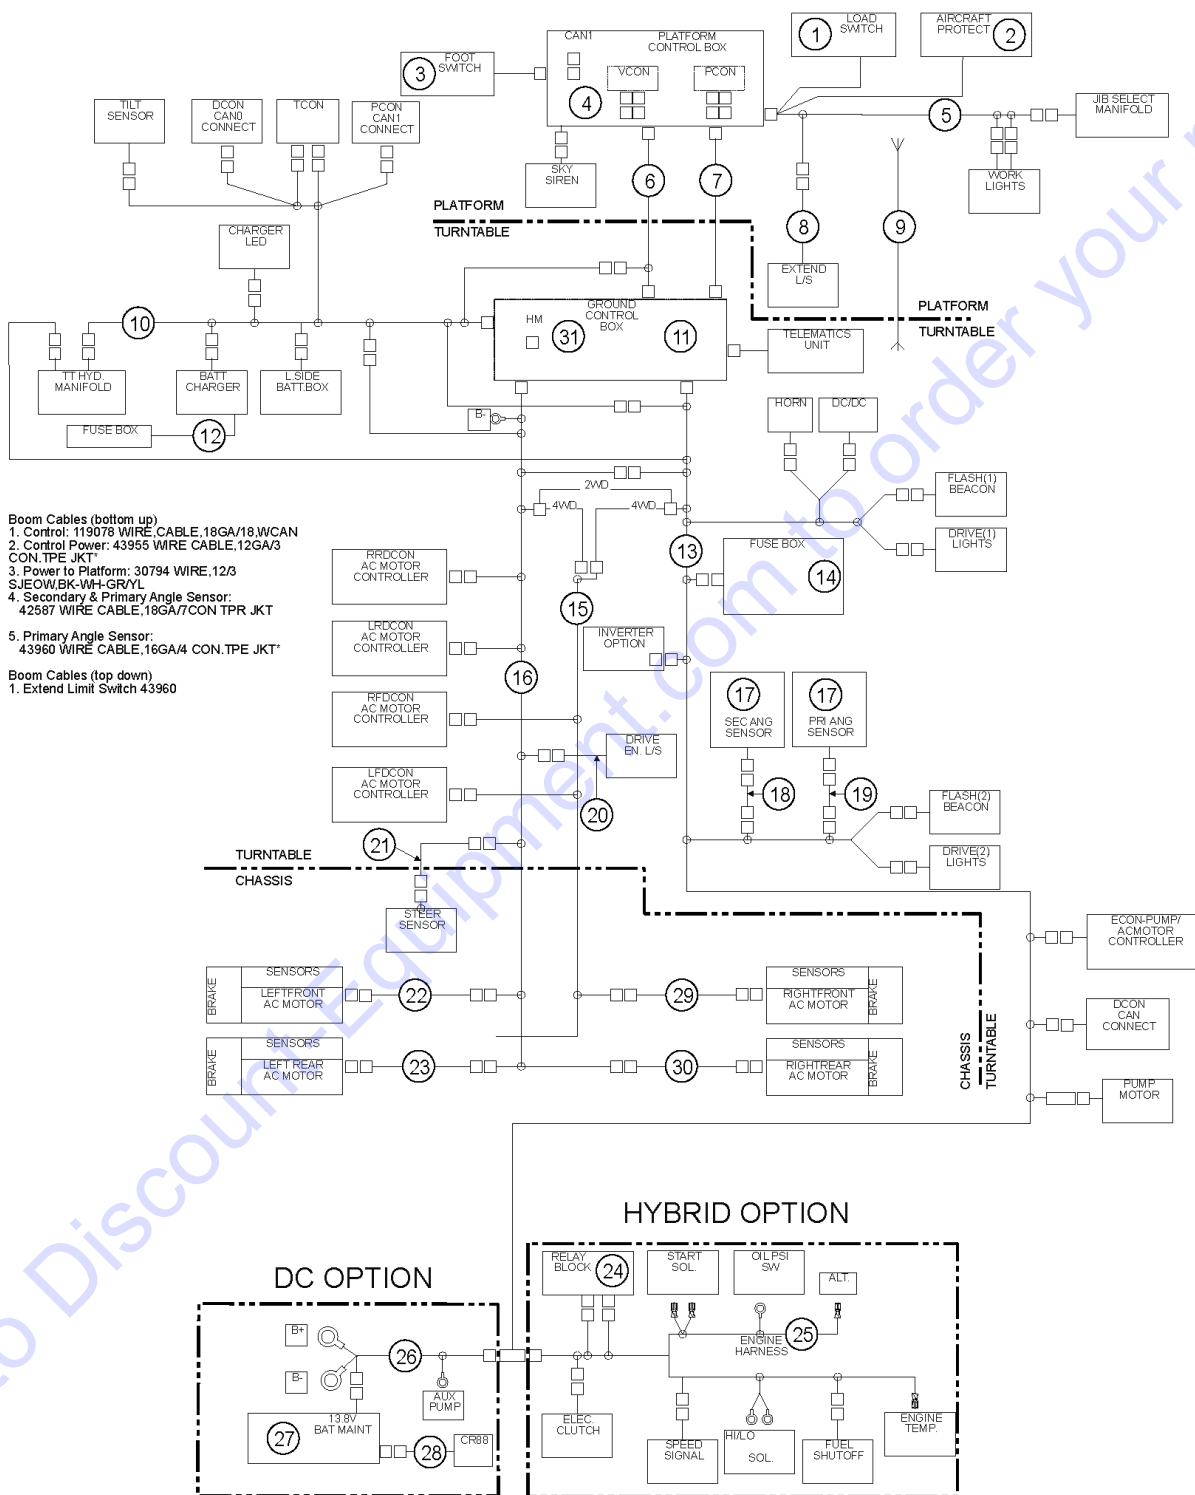 LOAD
SWITCH
1
AIRCRAFT
PROTECT
2
CAN1
PLATFORM
CONTROL BOX
FOOT
SWITCH
3
VCON
PCON
4
TILT
SENSOR
DCON
CAN0
CONNECT
TCON
PCON
CAN1
CONNECT
5
JIB SELECT
MANIFOLD
SKY
SIREN
6
7
WORK
LIGHTS
PLATFORM
TURNTABLE
8
9
CHARGER
LED
EXTEND
L/S
GROUND
CONTROL
BOX
HM
31
11
PLATFORM
TURNTABLE
10
TELEMATICS
UNIT
TT HYD.
MANIFOLD
BATT
CHARGER
L.SIDE
BATT.BOX
FUSE BOX
12
B-
HORN
DC/DC
2WD
4WD
4WD
FLASH(1)
BEACON
DRIVE(1)
LIGHTS
Boom Cables (bottom up)
1. Control: 119078 WIRE,CABLE,18GA/18,WCAN
2. Control Power: 43955 WIRE CABLE,12GA/3
CON.TPE JKT*
3. Power to Platform: 30794 WIRE,12/3
SJEOW,BK-WH-GR/YL
4. Secondary & Primary Angle Sensor:
42587 WIRE CABLE,18GA/7CON TPR JKT
5. Primary Angle Sensor:
43960 WIRE CABLE,16GA/4 CON.TPE JKT*
Boom Cables (top down)
1. Extend Limit Switch 43960
13
FUSE BOX
14
RRDCON
AC MOTOR
CONTROLLER
15
LRDCON
AC MOTOR
CONTROLLER
INVERTER
OPTION
16
RFDCON
AC MOTOR
CONTROLLER
17
SEC ANG
SENSOR
17
PRI ANG
SENSOR
DRIVE
EN. L/S
LFDCON
AC MOTOR
CONTROLLER
18
19
FLASH(2)
BEACON
20
21
DRIVE(2)
LIGHTS
TURNTABLE
CHASSIS
STEER
SENSOR
ECON-PUMP/
ACMOTOR
CONTROLLER
BRAKE
SENSORS
LEFTFRONT
AC MOTOR
22
29
SENSORS
RIGHTFRONT
AC MOTOR
BRAKE
DCON
CAN
CONNECT
CHASSIS
TURNTABLE
BRAKE
SENSORS
LEFT REAR
AC MOTOR
23
30
SENSORS
RIGHTREAR
AC MOTOR
BRAKE
PUMP
MOTOR
HYBRID OPTION
DC OPTION
RELAY
BLOCK
24
START
SOL.
OIL PSI
SW
ALT.
B+
B-
26
25
ENGINE
HARNESS
AUX
PUMP
27
13.8V
BAT MAINT
28
CR88
ELEC.
CLUTCH
SPEED
SIGNAL
HI/LO
SOL.
FUEL
SHUTOFF
ENGINE
TEMP.
to Discount-Equipment.com to order your